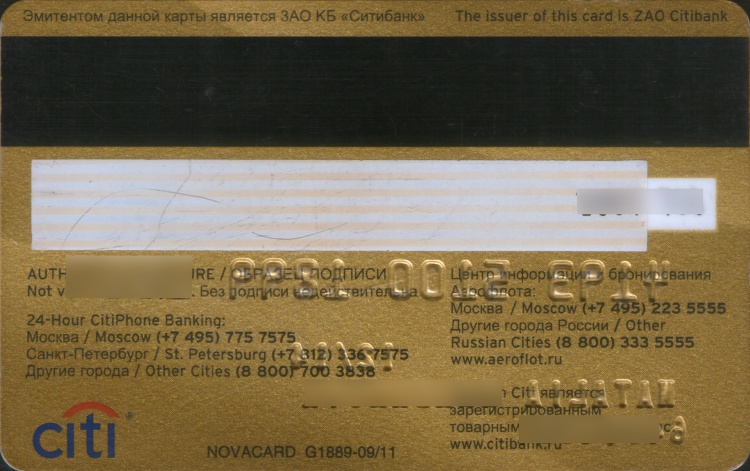 Эмитентом данной карты является ЗАО КБ «Ситибанк» The issuer of this card is ZAO Citibank
/ ОБРАЗЕЦ ПОДПИСИ
Not Без подписи недействительна
24-Hour CitiPhone Banking:
Москва / Moscow (+7 495) 775 7575
Санкт-Петербург / St. Petersburg (+7 812) 336 7575
Другие города / Other Cities (8 800) 700 3838
Центр информации и бронирования
Аэрофлота:
Москва / Moscow (+7 495) 223 5555
Другие города России / Other
Russian Cities (8 800) 333 5555
www.aeroflot.ru
Citi является
зарегистрированным
товарным
www.citibank.ru
citi®
NOVACARD G1889-09/11